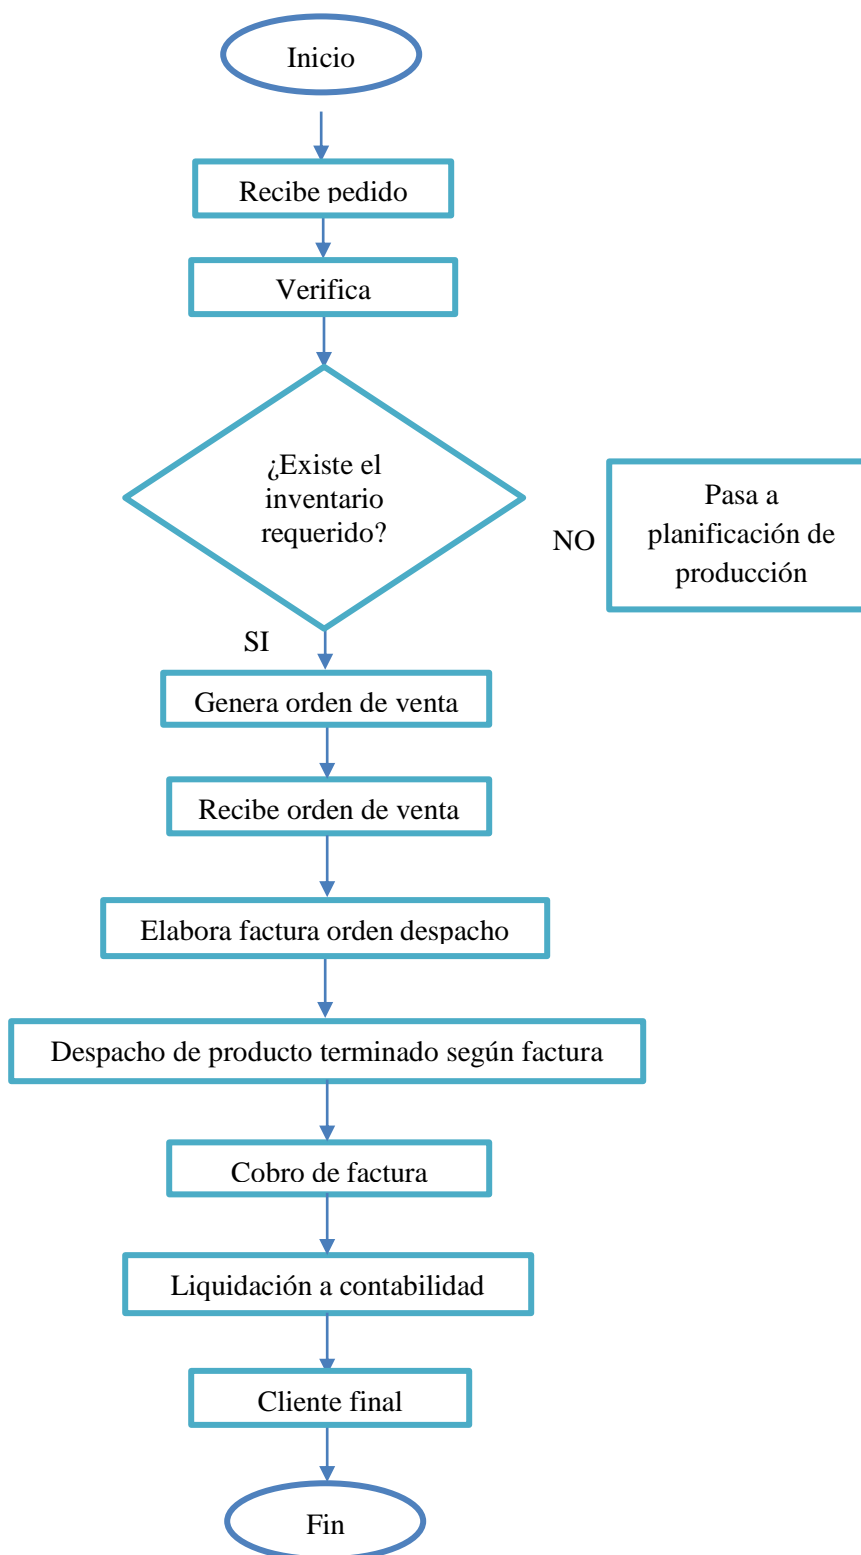 Inicio
Recibe pedido
Verifica
¿Existe el
inventario
requerido?
NO
Pasa a
planificación de
producción
SI
Genera orden de venta
Recibe orden de venta
Elabora factura orden despacho
Despacho de producto terminado según factura
Cobro de factura
Liquidación a contabilidad
Cliente final
Fin